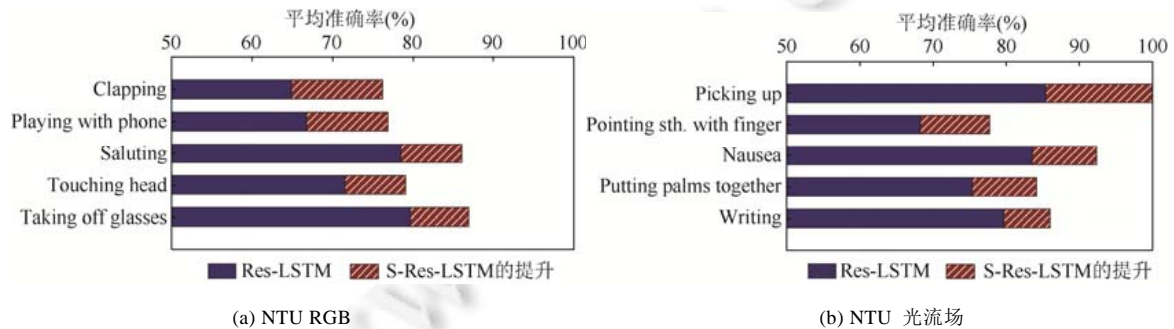 平均准确率(%)
50 60 70 80 90 100
Clapping
Playing with phone
Saluting
Touching head
Taking off glasses
Res-LSTM S-Res-LSTM的提升
(a) NTU RGB
平均准确率(%)
50 60 70 80 90 100
Picking up
Pointing sth. with finger
Nausea
Putting palms together
Writing
Res-LSTM S-Res-LSTM的提升
(b) NTU 光流场